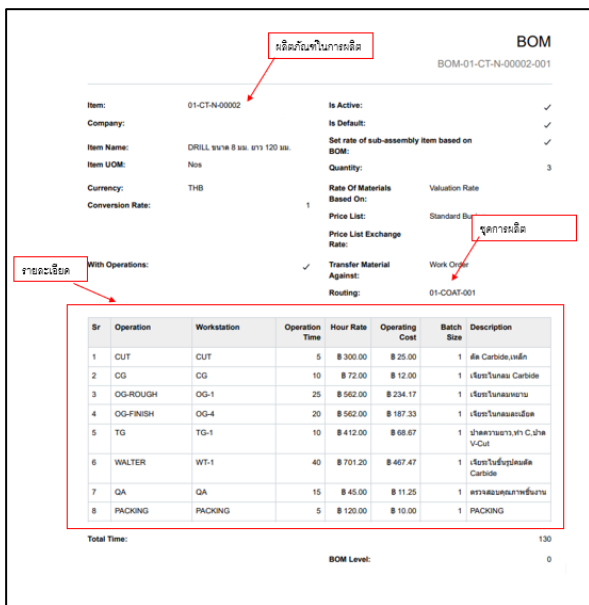 ผลิตภัณฑ์ในการผลิต
BOM
BOM-01-CT-N-00002-001
Item: 01-CT-N-00002 Is Active: ✓
Company: Is Default: ✓
Item Name: DRILL ขนาด 8 มม. ยาว 120 มม. Set rate of sub-assembly item based on ✓
BOM:
Item UOM: Nos Quantity: 3
Currency: THB Rate Of Materials Valuation Rate
Based On:
Conversion Rate: 1
Price List: Standard
Price List Exchange
Rate:
ชุดการผลิต
รายละเอียด
With Operations: ✓ Transfer Material Work Order
Against:
Routing: 01-COAT-001
Sr Operation Workstation Operation Hour Rate Operating Batch Description
Time Cost Size
1 CUT CUT 5 ฿ 300.00 ฿ 25.00 1 ตัด Carbide,เหล็ก
2 CG CG 10 ฿ 72.00 ฿ 12.00 1 เจียระไนกลม Carbide
3 OG-ROUGH OG-1 25 ฿ 562.00 ฿ 234.17 1 เจียระไนกลมหยาบ
4 OG-FINISH OG-4 20 ฿ 562.00 ฿ 187.33 1 เจียระไนกลมละเอียด
5 TG TG-1 10 ฿ 412.00 ฿ 68.67 1 ปาดความยาว,ทำ C,ปาด
V-Cut
6 WALTER WT-1 40 ฿ 701.20 ฿ 467.47 1 เจียระไนขึ้นรูปคมตัด
Carbide
7 QA QA 15 ฿ 45.00 ฿ 11.25 1 ตรวจสอบคุณภาพชิ้นงาน
8 PACKING PACKING 5 ฿ 120.00 ฿ 10.00 1 PACKING
Total Time: 130
BOM Level: 0